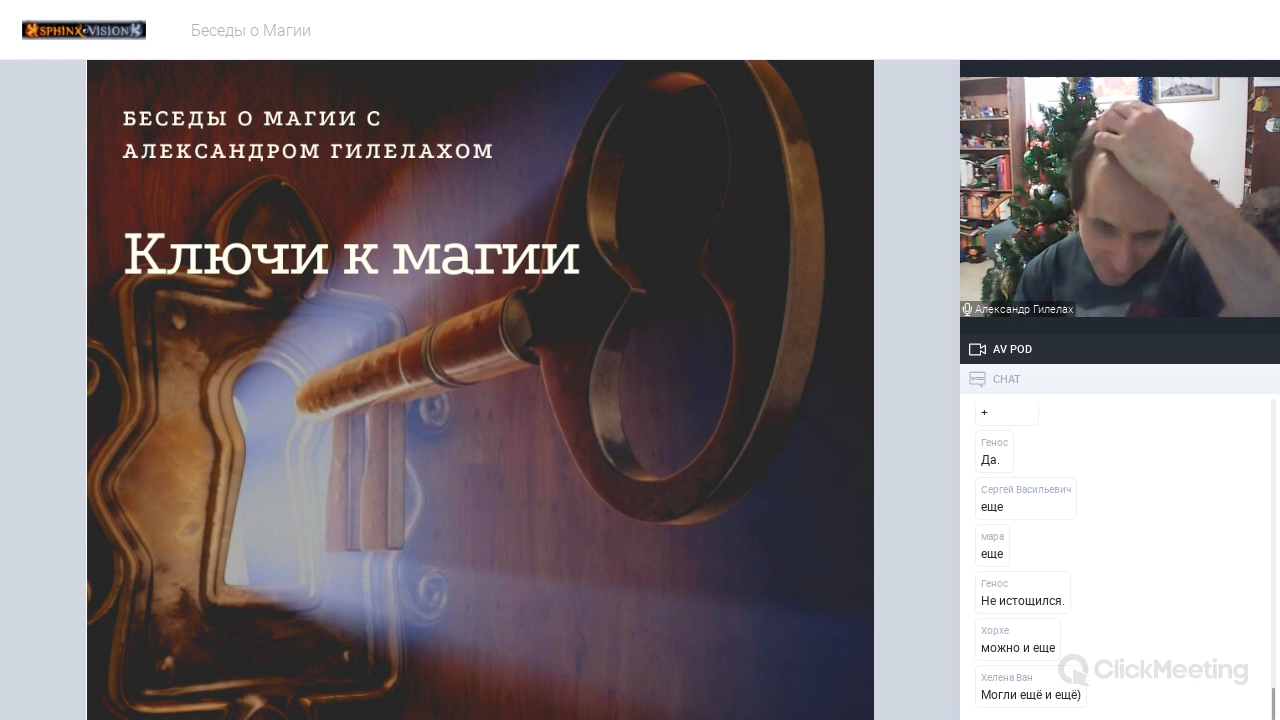 SPHINX VISION
Беседы о Магии
БЕСЕДЫ О МАГИИ С
АЛЕКСАНДРОМ ГИЛЕЛАХОМ
Ключи к магии
Александр Гилелах
AV POD
CHAT
+
Генос
Да.
Сергей Васильевич
еще
мара
еще
Генос
Не истощился.
Хорхе
можно и еще
Хелена Ван
Могли ещё и ещё)
ClickMeeting